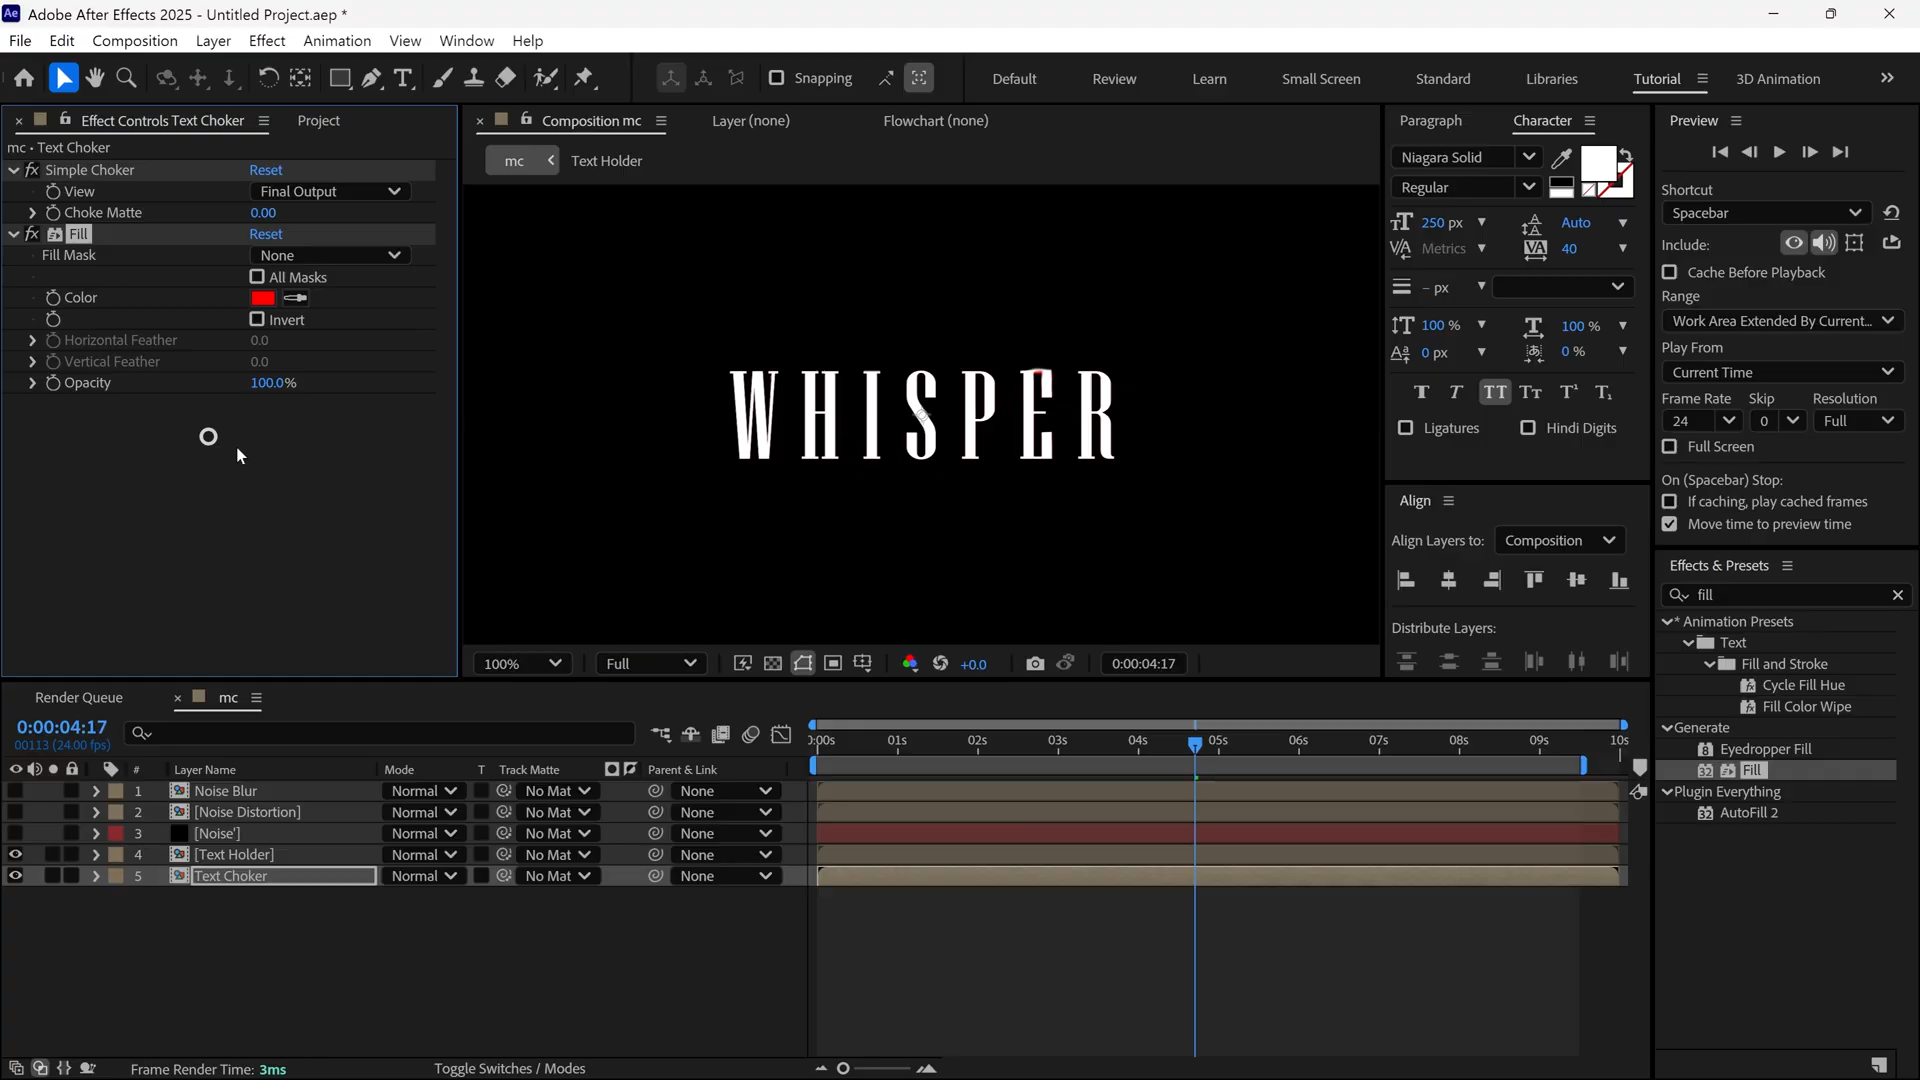 Adobe After Effects 2025 - Untitled Project.aep *
File Edit Composition Layer Effect Animation View Window Help
Snapping Default Review Learn Small Screen Standard Libraries Tutorial 3D Animation
Effect Controls Text Choker Project
mc • Text Choker
fx Simple Choker Reset
View Final Output
Choke Matte 0.00
fx Fill Reset
Fill Mask None
All Masks
Color
Invert
Horizontal Feather 0.0
Vertical Feather 0.0
Opacity 100.0%
Composition mc Layer (none) Flowchart (none)
mc Text Holder
WHISPER
100% Full +0.0 0:00:04:17
Paragraph Character
Niagara Solid
Regular
250 px Auto
Metrics 40
– px
100 % 100 %
0 px 0 %
T T TT Tt T¹ T₁
Ligatures Hindi Digits
Align
Align Layers to: Composition
Distribute Layers:
Preview
Shortcut
Spacebar
Include:
Cache Before Playback
Range
Work Area Extended By Current...
Play From
Current Time
Frame Rate Skip Resolution
24 0 Full
Full Screen
On (Spacebar) Stop:
If caching, play cached frames
Move time to preview time
Effects & Presets
fill
* Animation Presets
Text
Fill and Stroke
Cycle Fill Hue
Fill Color Wipe
Generate
Eyedropper Fill
Fill
Plugin Everything
AutoFill 2
Render Queue mc
0:00:04:17
00113 (24.00 fps)
0:00s 01s 02s 03s 04s 05s 06s 07s 08s 09s 10s
# Layer Name Mode T Track Matte Parent & Link
1 Noise Blur Normal No Mat None
2 [Noise Distortion] Normal No Mat None
3 [Noise'] Normal No Mat None
4 [Text Holder] Normal No Mat None
5 Text Choker Normal No Mat None
Frame Render Time: 3ms Toggle Switches / Modes